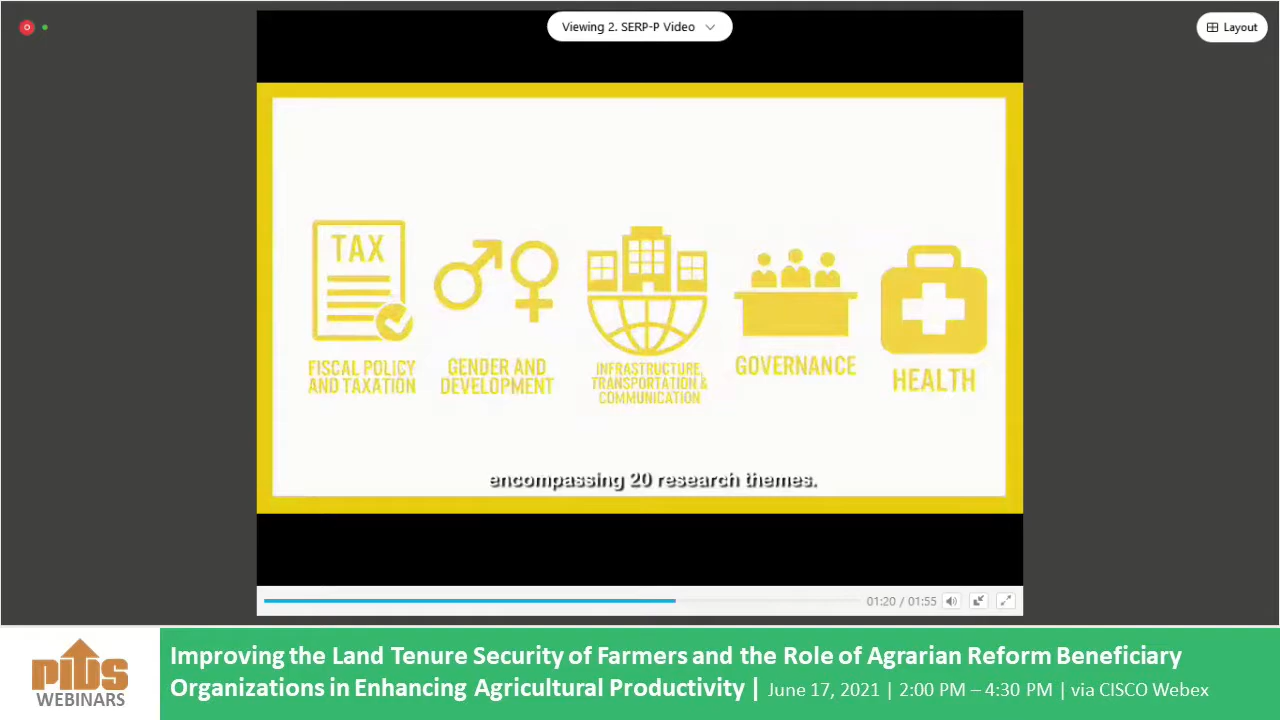 Viewing 2. SERP-P Video
Layout
TAX
FISCAL POLICY
AND TAXATION
GENDER AND
DEVELOPMENT
INFRASTRUCTURE,
TRANSPORTATION &
COMMUNICATION
GOVERNANCE
HEALTH
encompassing 20 research themes.
01:20 / 01:55
PIDS
WEBINARS
Improving the Land Tenure Security of Farmers and the Role of Agrarian Reform Beneficiary
Organizations in Enhancing Agricultural Productivity | June 17, 2021 | 2:00 PM – 4:30 PM | via CISCO Webex